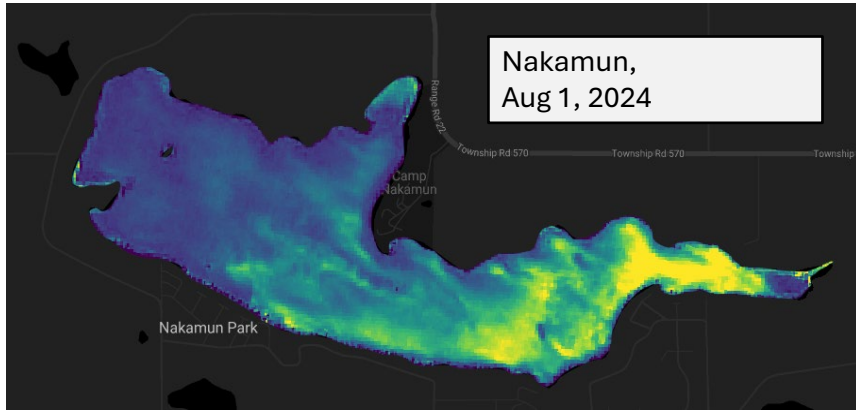 Nakamun,
Aug 1, 2024
Range Rd 22
Township Rd 570
Township Rd 570
Township
Camp
Nakamun
Nakamun Park